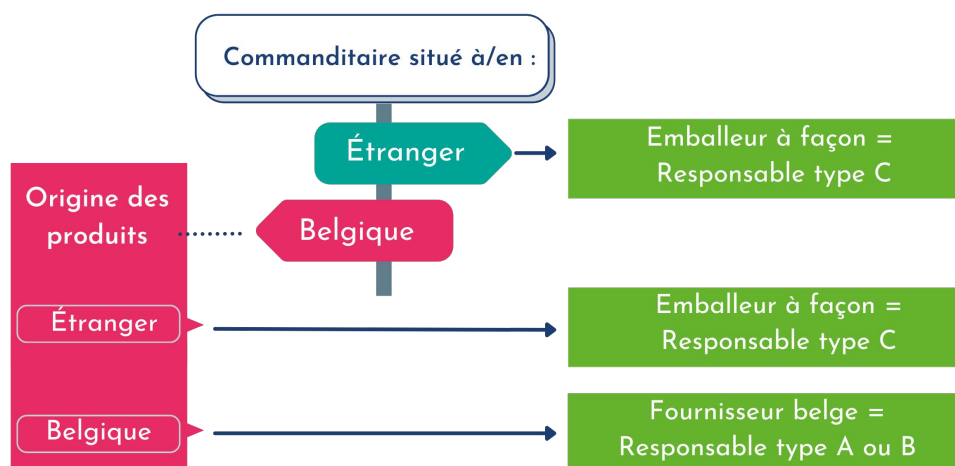 Commanditaire situé à/en :
Étranger
Emballeur à façon =
Responsable type C
Belgique
Origine des
produits
Étranger
Emballeur à façon =
Responsable type C
Belgique
Fournisseur belge =
Responsable type A ou B